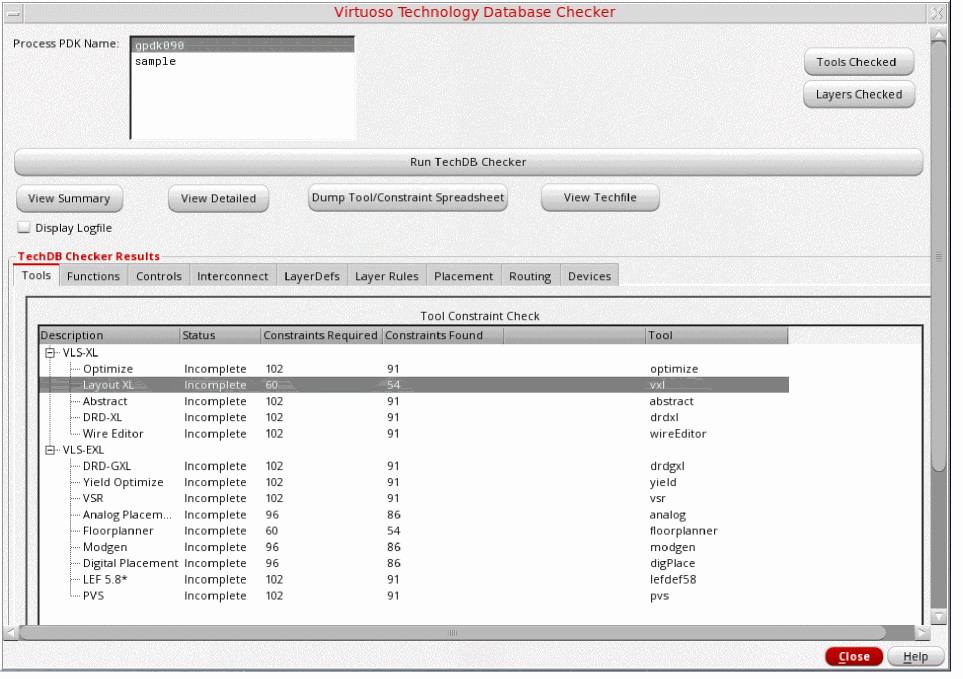 Virtuoso Technology Database Checker
Process PDK Name:
gpdk090
sample
Tools Checked
Layers Checked
Run TechDB Checker
View Summary View Detailed Dump Tool/Constraint Spreadsheet View Techfile
Display Logfile
TechDB Checker Results
Tools Functions Controls Interconnect LayerDefs Layer Rules Placement Routing Devices
Tool Constraint Check
Description Status Constraints Required Constraints Found Tool
VLS-XL
Optimize Incomplete 102 91 optimize
Layout XL Incomplete 60 54 vxl
Abstract Incomplete 102 91 abstract
DRD-XL Incomplete 102 91 drdxl
Wire Editor Incomplete 102 91 wireEditor
VLS-EXL
DRD-GXL Incomplete 102 91 drdgxl
Yield Optimize Incomplete 102 91 yield
VSR Incomplete 102 91 vsr
Analog Placem... Incomplete 96 86 analog
Floorplanner Incomplete 60 54 floorplanner
Modgen Incomplete 96 86 modgen
Digital Placement Incomplete 96 86 digPlace
LEF 5.8* Incomplete 102 91 lefdef58
PVS Incomplete 102 91 pvs
Close Help